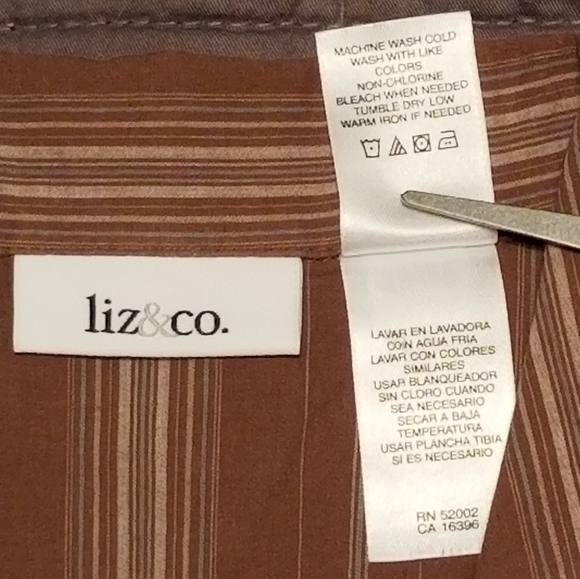 MACHINE WASH COLD
WASH WITH LIKE
COLORS
NON-CHLORINE
BLEACH WHEN NEEDED
TUMBLE DRY LOW
WARM IRON IF NEEDED
liz&co.
LAVAR EN LAVADORA
COIN AGUA FRIA
LAVAR CON COLORES
SIMILARES
USAR BLANQUEADOR
SIN CLORO CUANDO
SEA NECESARIO
SECAR A BAJA
TEMPERATURA
USAR PLANCHA TIBIA
SI ES NECESARIO
RN 52002
CA 16396